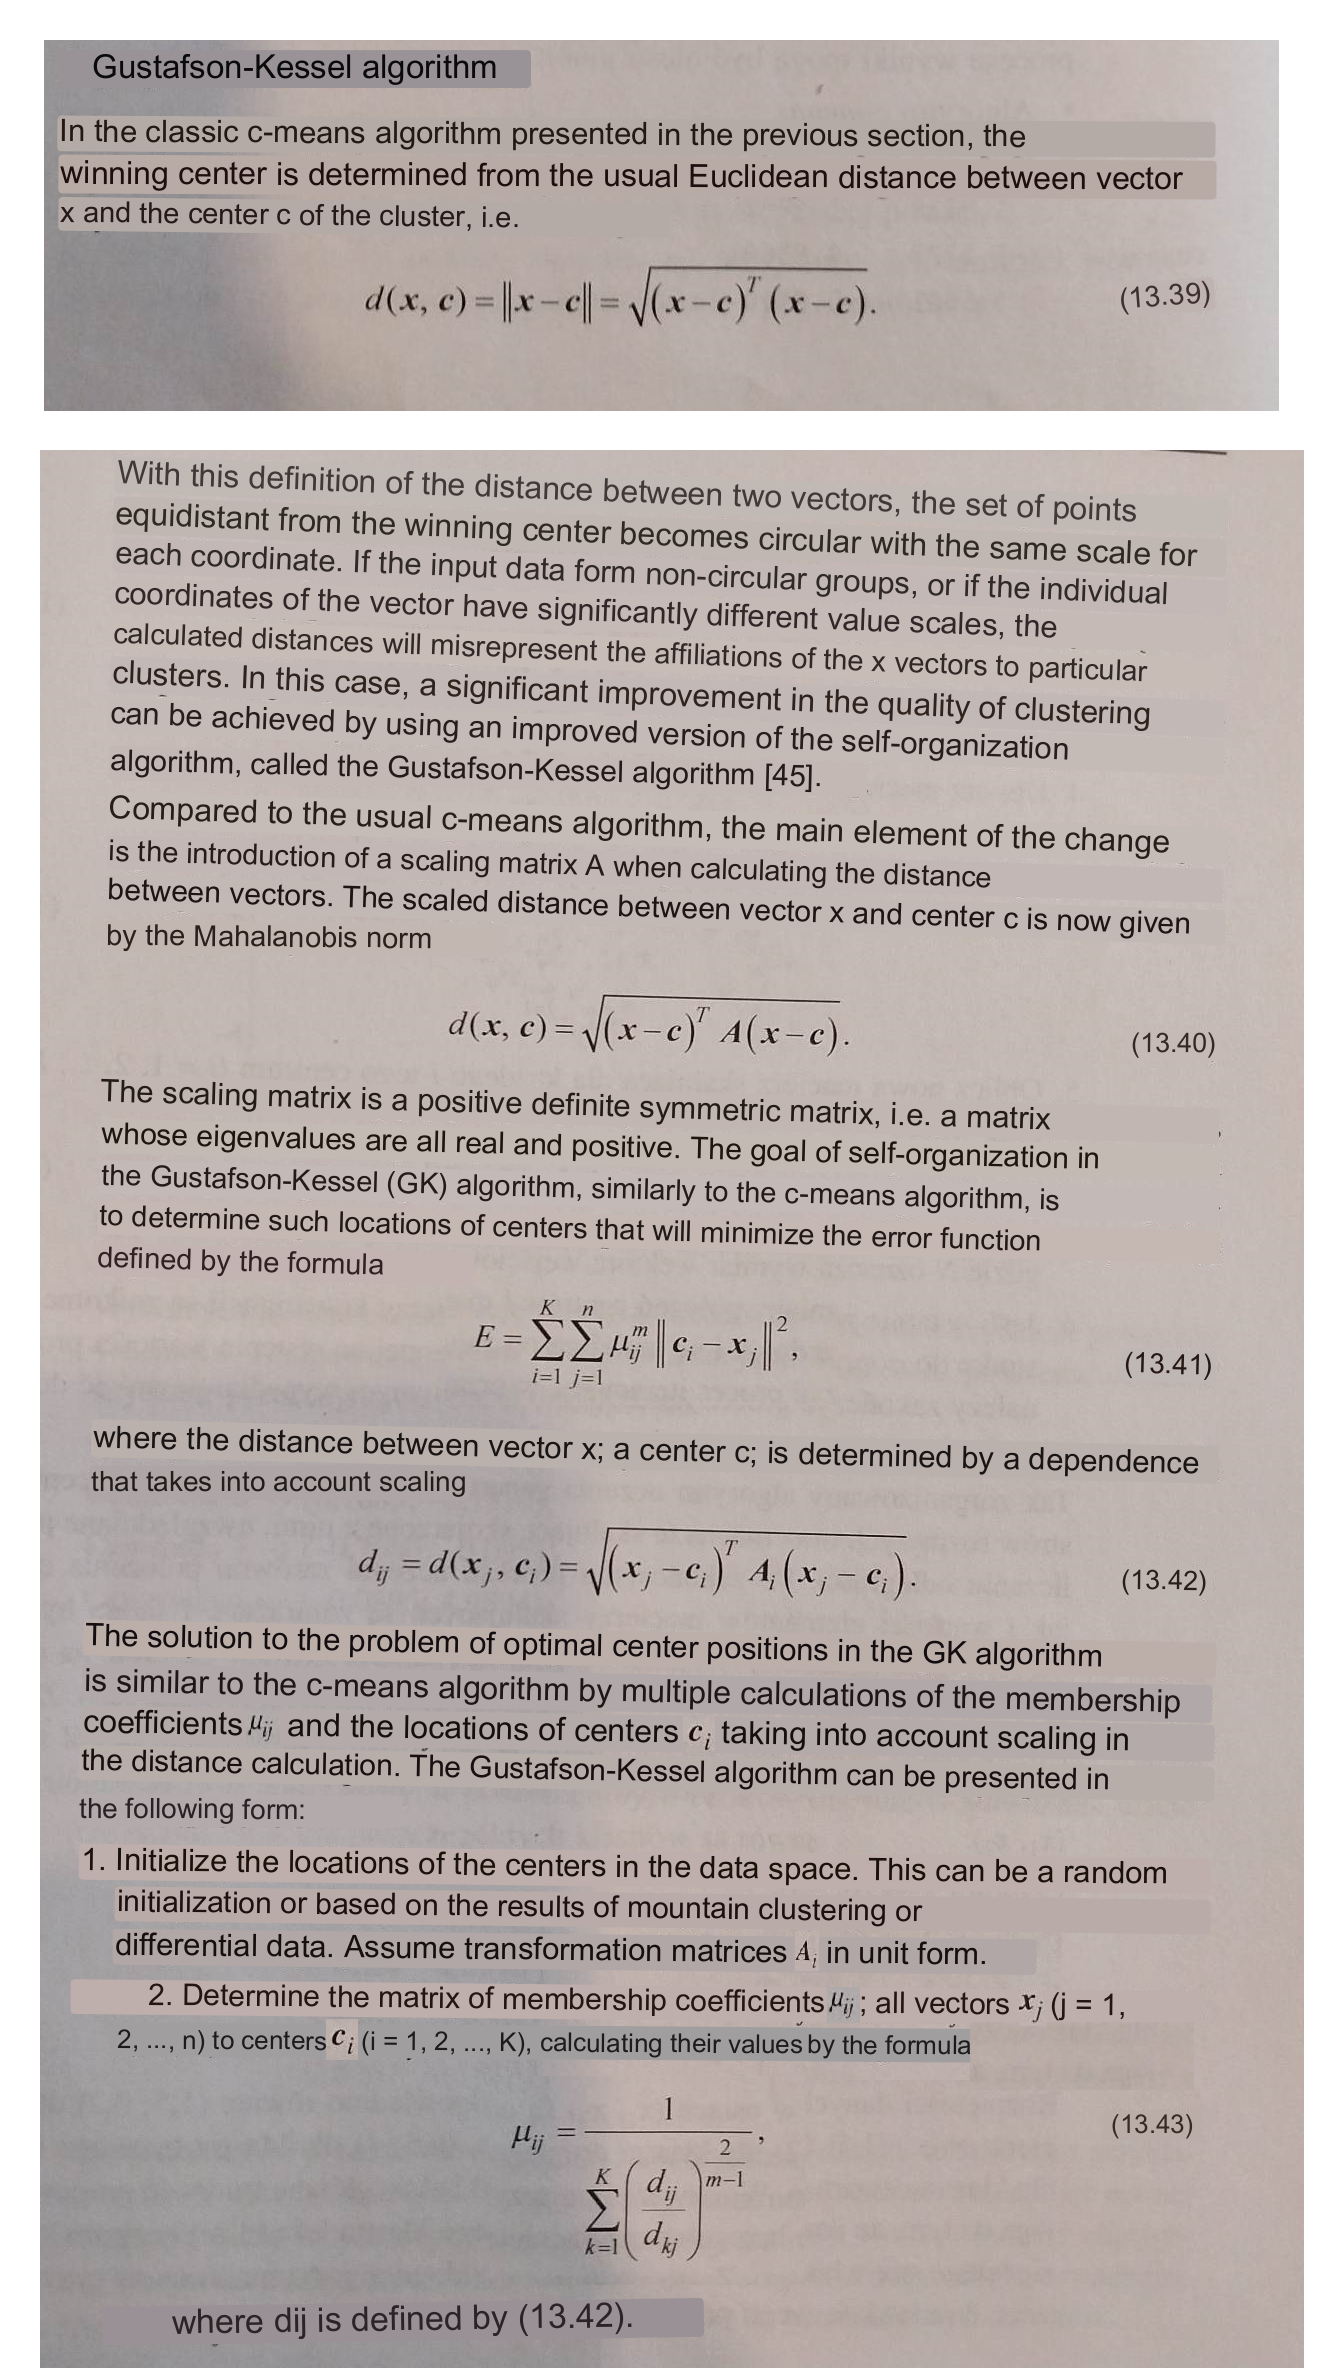 Gustafson-Kessel algorithm
In the classic c-means algorithm presented in the previous section, the
winning center is determined from the usual Euclidean distance between vector
x and the center c of the cluster, i.e.
d(x, c) = ‖x − c‖ = √((x−c)ᵀ (x−c)). (13.39)
With this definition of the distance between two vectors, the set of points
equidistant from the winning center becomes circular with the same scale for
each coordinate. If the input data form non-circular groups, or if the individual
coordinates of the vector have significantly different value scales, the
calculated distances will misrepresent the affiliations of the x vectors to particular
clusters. In this case, a significant improvement in the quality of clustering
can be achieved by using an improved version of the self-organization
algorithm, called the Gustafson-Kessel algorithm [45].
Compared to the usual c-means algorithm, the main element of the change
is the introduction of a scaling matrix A when calculating the distance
between vectors. The scaled distance between vector x and center c is now given
by the Mahalanobis norm
d(x, c) = √((x−c)ᵀ A(x−c)). (13.40)
The scaling matrix is a positive definite symmetric matrix, i.e. a matrix
whose eigenvalues are all real and positive. The goal of self-organization in
the Gustafson-Kessel (GK) algorithm, similarly to the c-means algorithm, is
to determine such locations of centers that will minimize the error function
defined by the formula
E = ∑_{i=1}^{K} ∑_{j=1}^{n} μ_{ij}^{m} ‖c_i − x_j‖², (13.41)
where the distance between vector x; a center c; is determined by a dependence
that takes into account scaling
d_{ij} = d(x_j, c_i) = √((x_j − c_i)ᵀ A_i (x_j − c_i)). (13.42)
The solution to the problem of optimal center positions in the GK algorithm
is similar to the c-means algorithm by multiple calculations of the membership
coefficients μ_{ij} and the locations of centers c_i taking into account scaling in
the distance calculation. The Gustafson-Kessel algorithm can be presented in
the following form:
1. Initialize the locations of the centers in the data space. This can be a random
initialization or based on the results of mountain clustering or
differential data. Assume transformation matrices A_i in unit form.
2. Determine the matrix of membership coefficients μ_{ij}; all vectors x_j (j = 1,
2, ..., n) to centers c_i (i = 1, 2, ..., K), calculating their values by the formula
μ_{ij} = 1 / ∑_{k=1}^{K} (d_{ij} / d_{kj})^{2/(m−1)}, (13.43)
where dij is defined by (13.42).